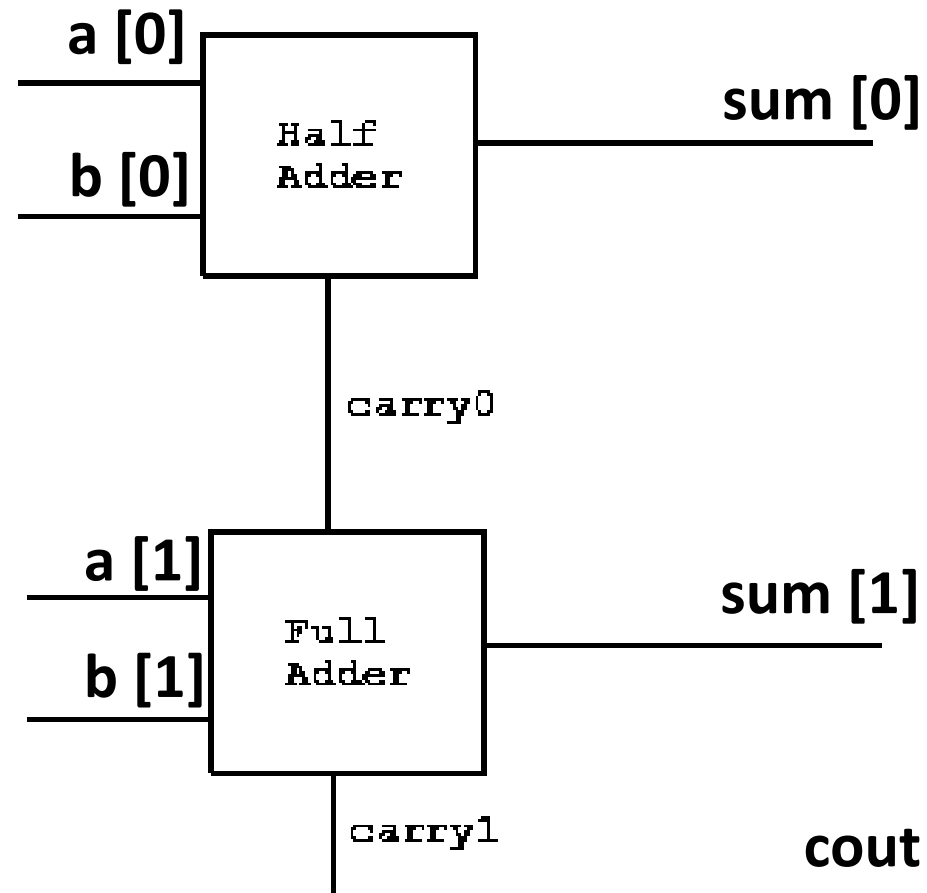 a [0]
sum [0]
Half
Adder
b [0]
carry0
a [1]
sum [1]
Full
Adder
b [1]
carry1
cout